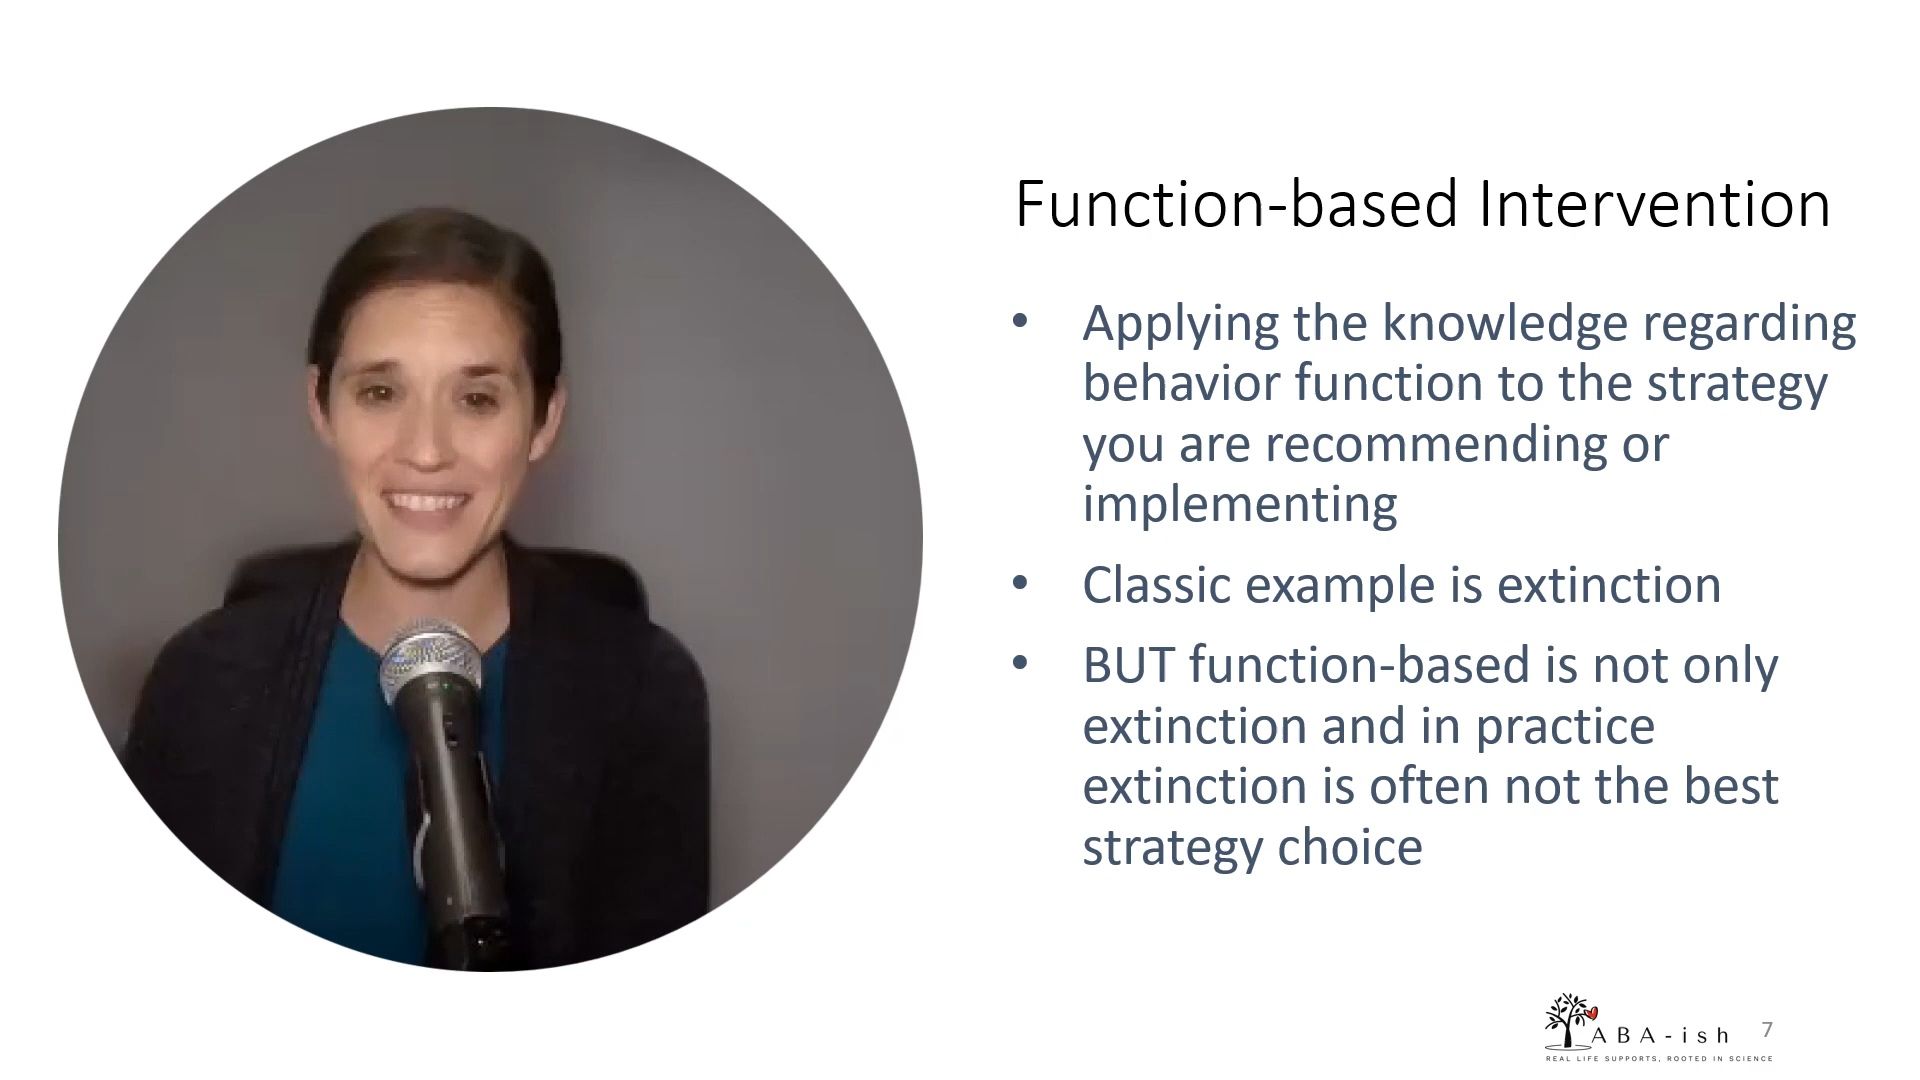 Function-based Intervention
• Applying the knowledge regarding
behavior function to the strategy
you are recommending or
implementing
• Classic example is extinction
• BUT function-based is not only
extinction and in practice
extinction is often not the best
strategy choice
ABA-ish
REAL LIFE SUPPORTS, ROOTED IN SCIENCE
7